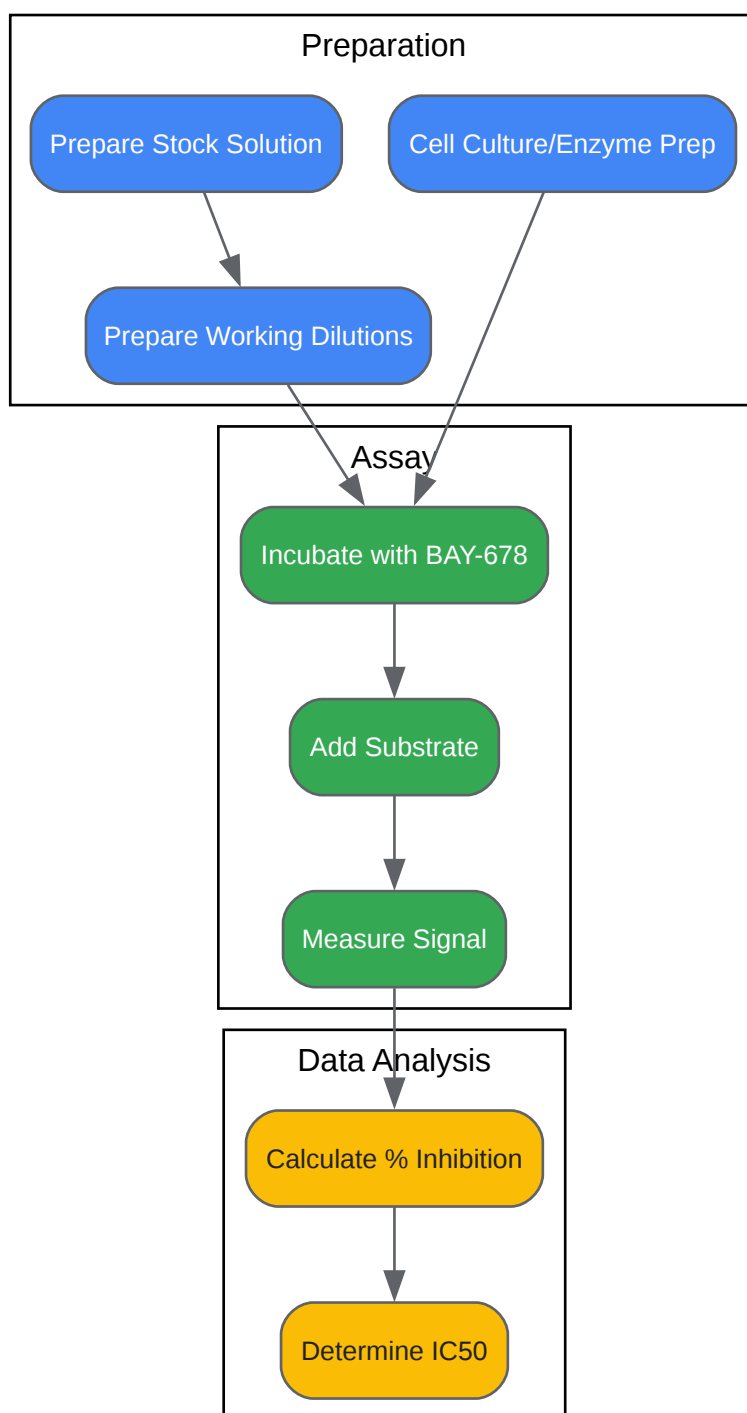 Preparation
Prepare Stock Solution
Cell Culture/Enzyme Prep
Prepare Working Dilutions
Assay
Incubate with BAY-678
Add Substrate
Measure Signal
Data Analysis
Calculate % Inhibition
Determine IC50